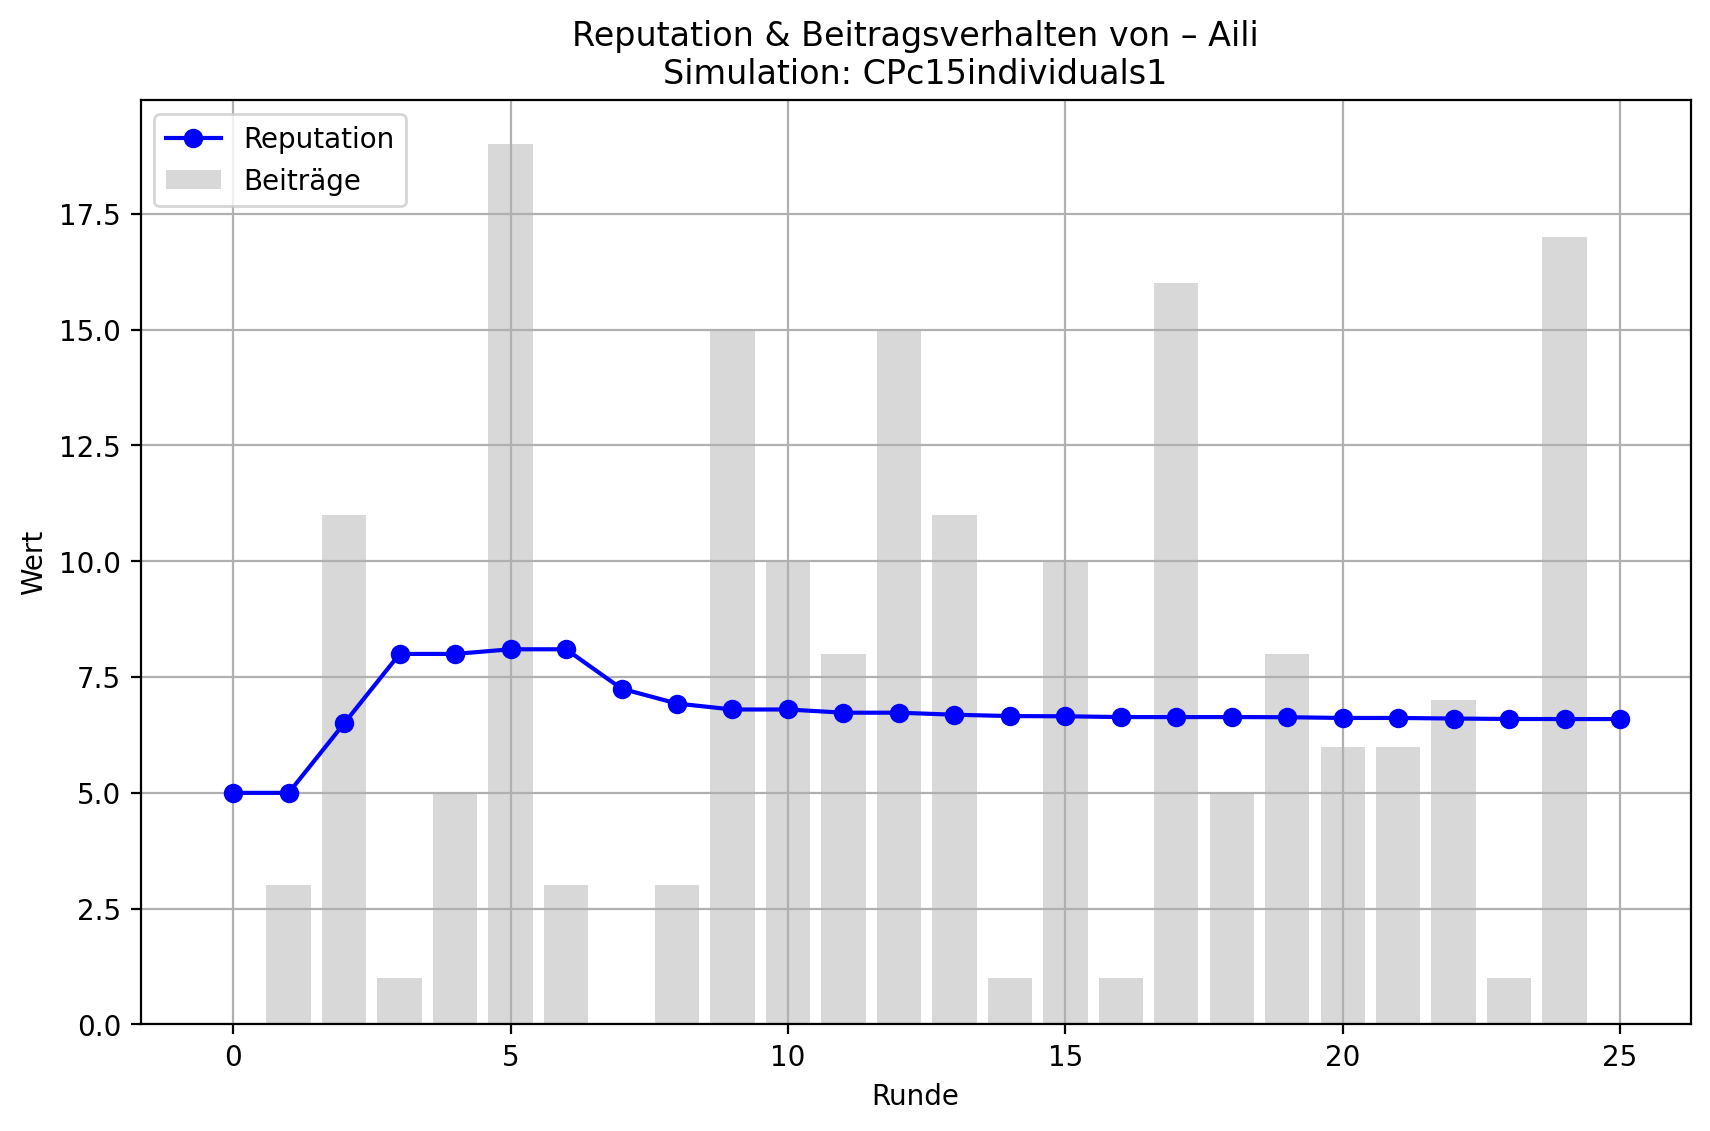 Reputation & Beitragsverhalten von – Aili
Simulation: CPc15individuals1
Reputation
Beiträge
17.5
15.0
12.5
10.0
7.5
5.0
2.5
0.0
Wert
0 5 10 15 20 25
Runde